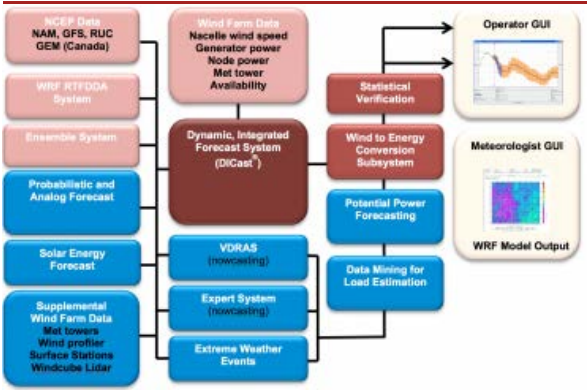 NCEP Data
NAM, GFS, RUC
GEM (Canada)
WRF RTFDDA
System
Ensemble System
Probabilistic and
Analog Forecast
Solar Energy
Forecast
Supplemental
Wind Farm Data
Met towers
Wind profiler
Surface Stations
Windcube Lidar
Wind Farm Data
Nacelle wind speed
Generator power
Node power
Met tower
Availability
Dynamic, Integrated
Forecast System
(DICast®)
VDRAS
(nowcasting)
Expert System
(nowcasting)
Extreme Weather
Events
Statistical
Verification
Wind to Energy
Conversion
Subsystem
Potential Power
Forecasting
Data Mining for
Load Estimation
Operator GUI
Meteorologist GUI
WRF Model Output